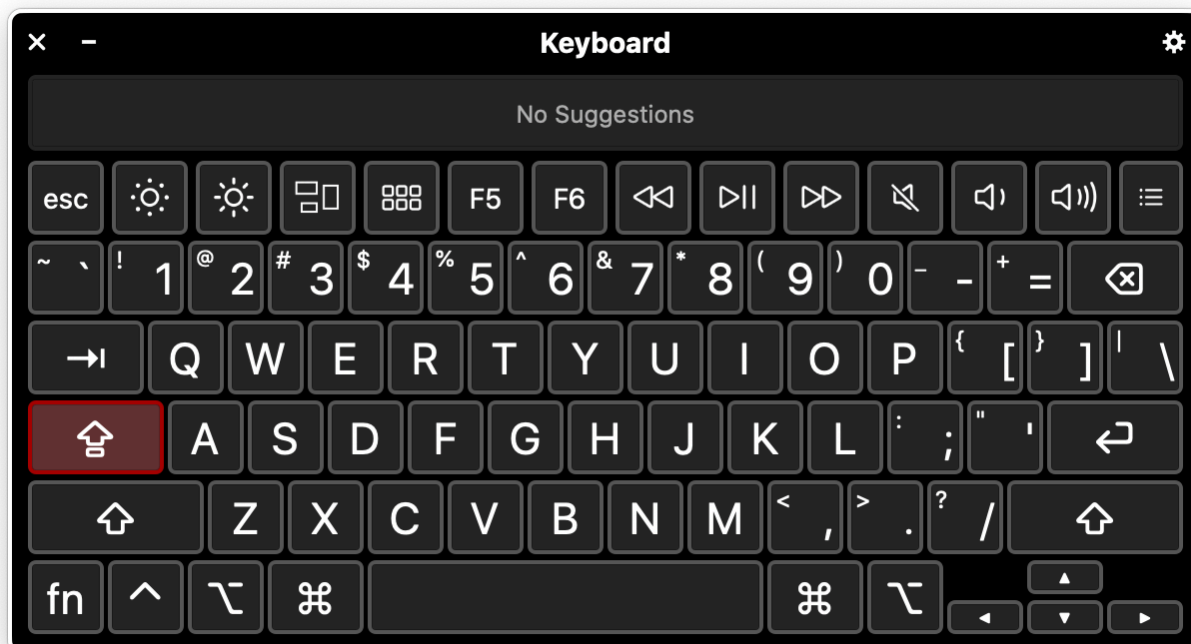 Keyboard
No Suggestions
esc F5 F6
~ ` ! 1 @ 2 # 3 $ 4 % 5 ^ 6 & 7 * 8 ( 9 ) 0 _ - + =
Q W E R T Y U I O P { [ } ] | \
A S D F G H J K L : ; " '
Z X C V B N M < , > . ? /
fn ^ ⌥ ⌘ ⌘ ⌥